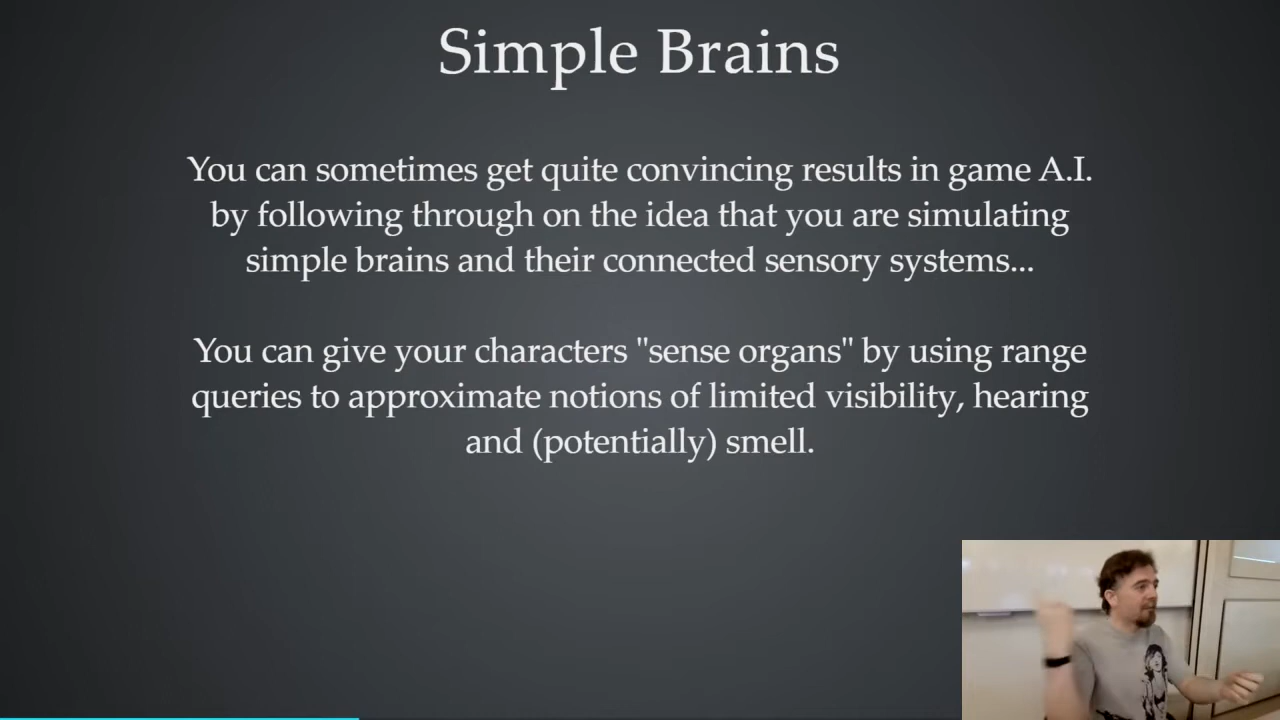 Simple Brains
You can sometimes get quite convincing results in game A.I.
by following through on the idea that you are simulating
simple brains and their connected sensory systems...
You can give your characters "sense organs" by using range
queries to approximate notions of limited visibility, hearing
and (potentially) smell.